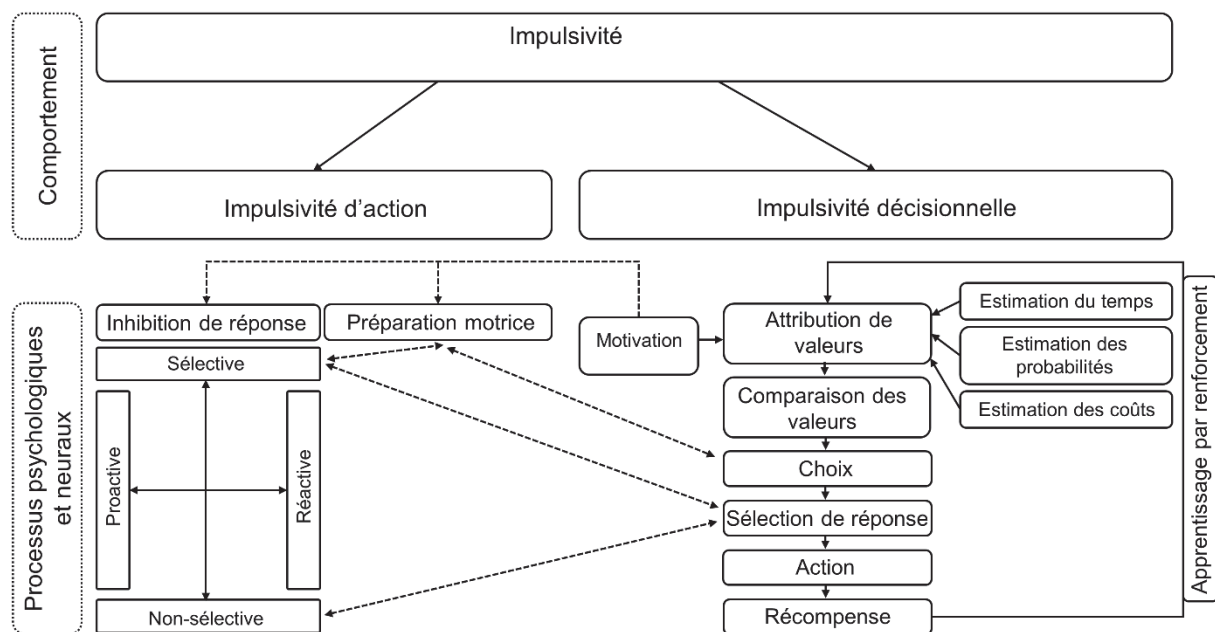 Comportement
Impulsivité
Impulsivité d'action
Impulsivité décisionnelle
Processus psychologiques
et neuraux
Inhibition de réponse
Préparation motrice
Sélective
Proactive
Réactive
Non-sélective
Motivation
Attribution de
valeurs
Comparaison des
valeurs
Choix
Sélection de réponse
Action
Récompense
Estimation du temps
Estimation des
probabilités
Estimation des coûts
Apprentissage par renforcement